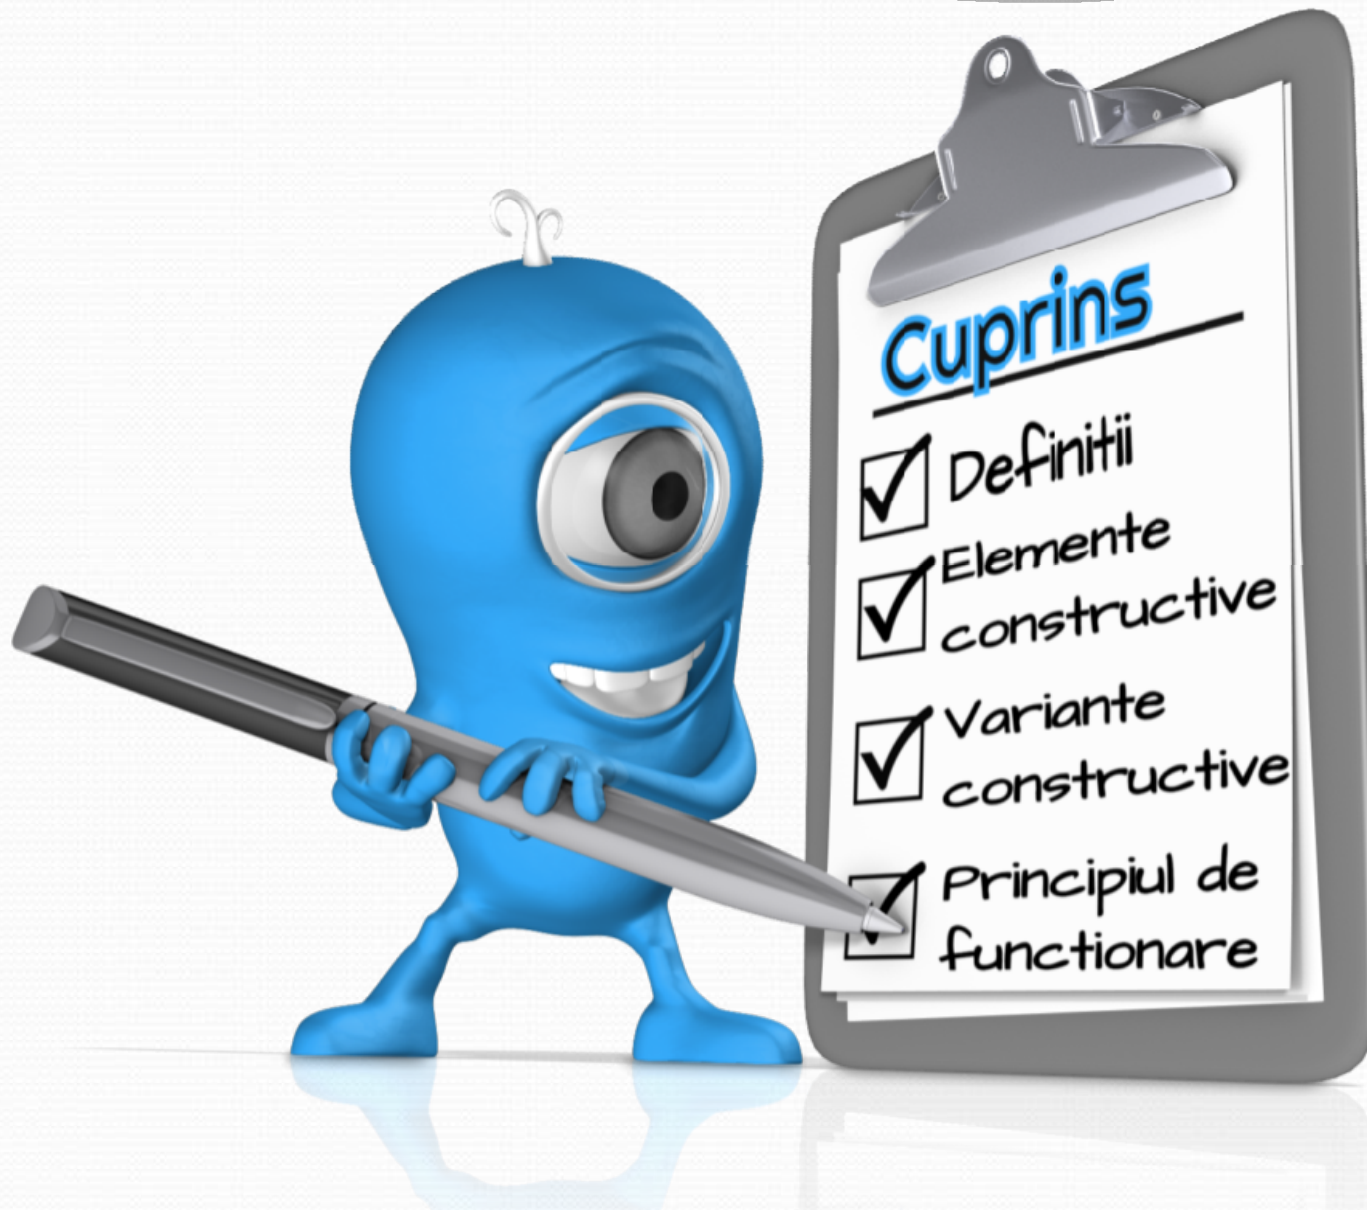 Cuprins
Definitii
Elemente
constructive
Variante
constructive
Principiul de
functionare